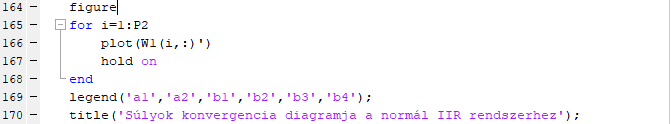 164 - figure
165 - for i=1:P2
166 - plot(W1(i,:)')
167 - hold on
168 - end
169 - legend('a1','a2','b1','b2','b3','b4');
170 - title('Súlyok konvergencia diagramja a normál IIR rendszerhez');